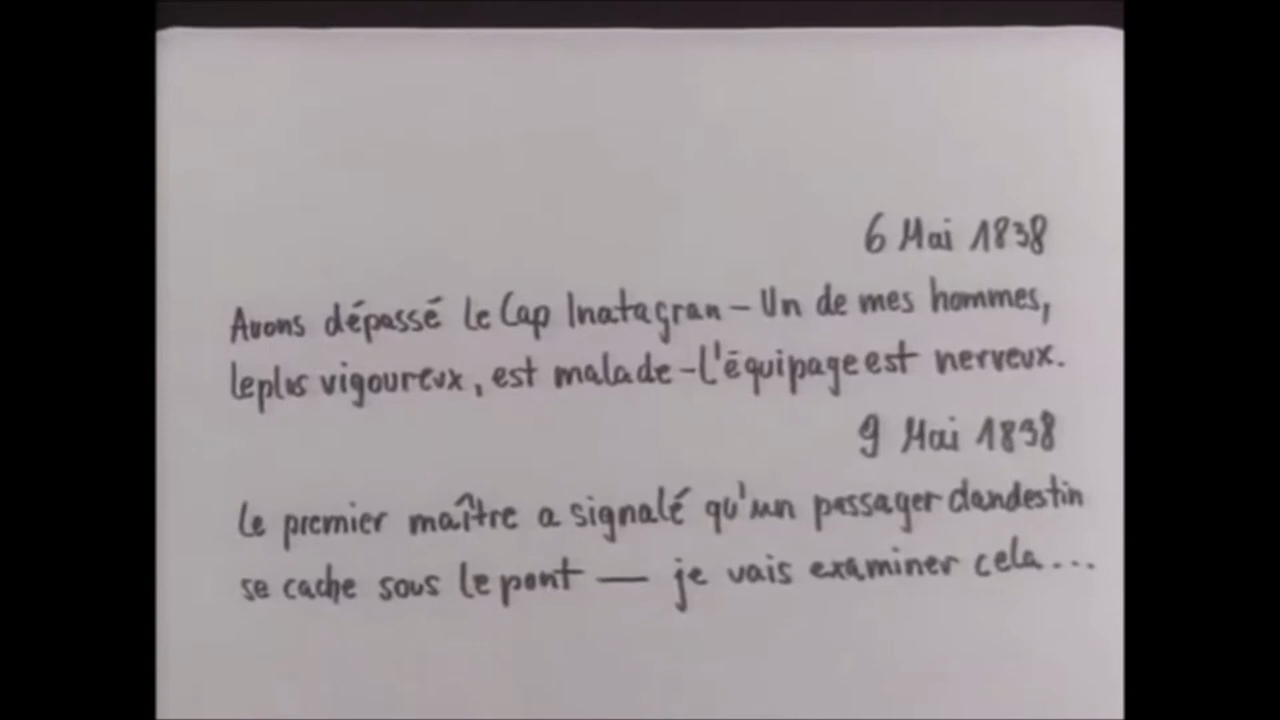 6 Mai 1838
Avons dépassé le Cap Inatagran – Un de mes hommes,
le plus vigoureux, est malade – L'équipage est nerveux.
9 Mai 1838
Le premier maître a signalé qu'un passager clandestin
se cache sous le pont — je vais examiner cela...